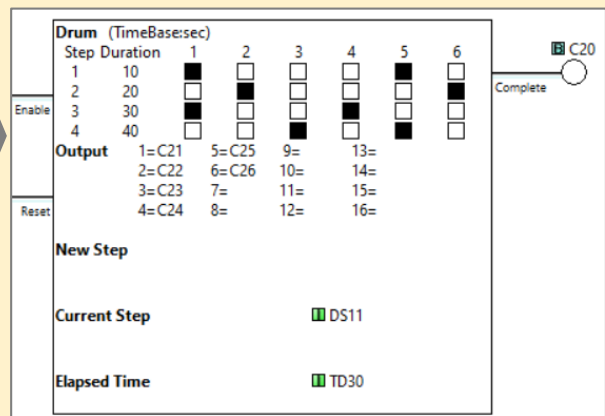 Drum (TimeBase:sec)
Step Duration 1 2 3 4 5 6
1 10
2 20
3 30
4 40
Output 1=C21 5=C25 9= 13=
2=C22 6=C26 10= 14=
3=C23 7= 11= 15=
4=C24 8= 12= 16=
New Step
Current Step DS11
Elapsed Time TD30
Enable
Reset
C20
Complete